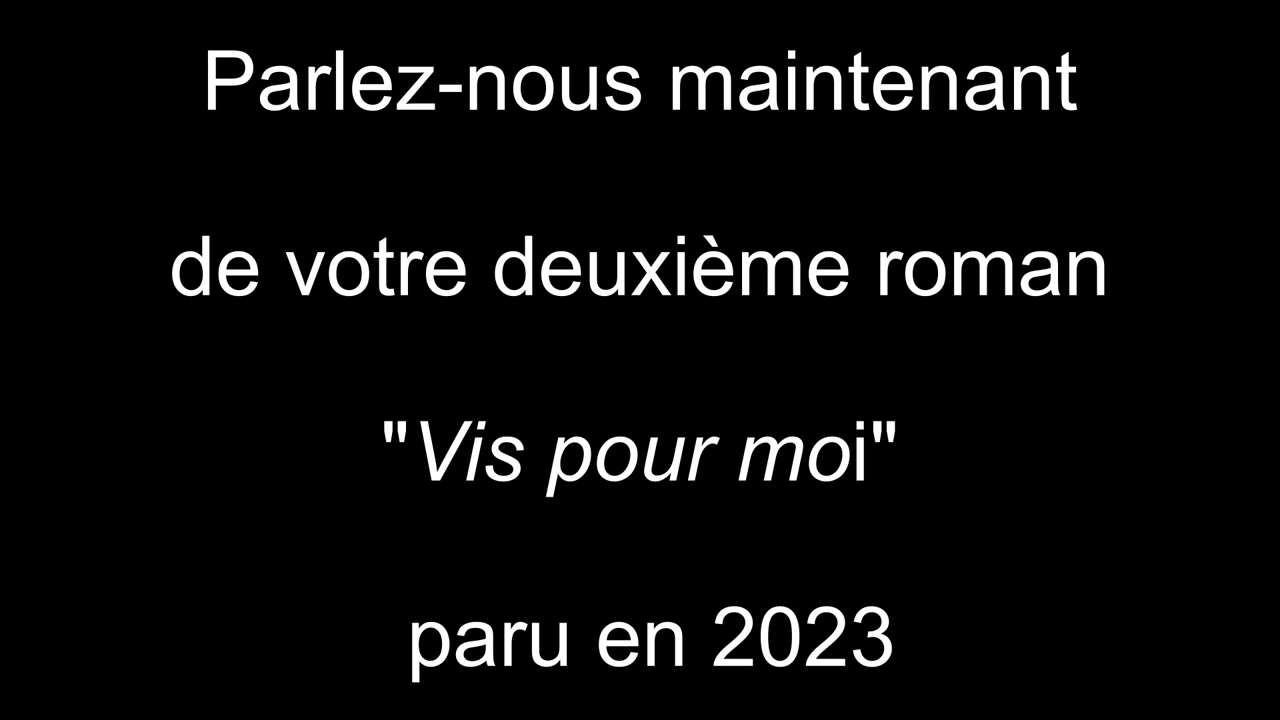 Parlez-nous maintenant
de votre deuxième roman
"Vis pour moi"
paru en 2023